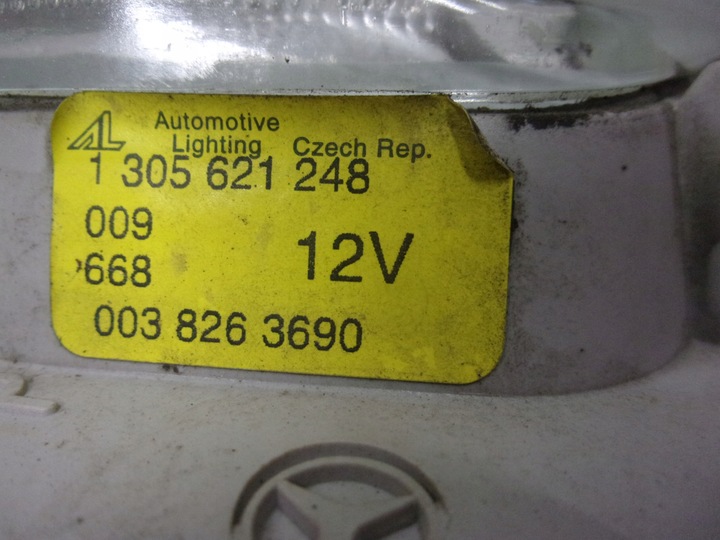 AL Automotive
Lighting Czech Rep.
1 305 621 248
009
668 12V
003 826 3690